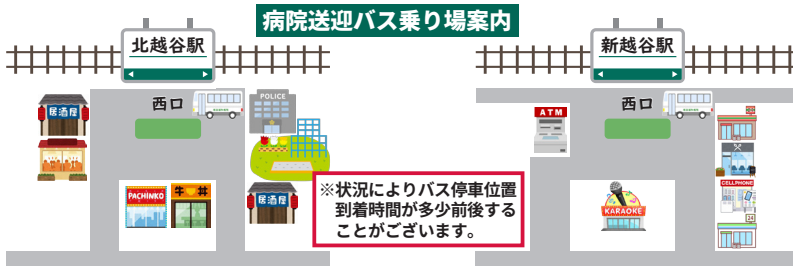 病院送迎バス乗り場案内
北越谷駅
西口
居酒屋
POLICE
PACHINKO
牛丼
居酒屋
※状況によりバス停車位置
到着時間が多少前後する
ことがございます。
新越谷駅
西口
ATM
KARAOKE
CELLPHONE
24